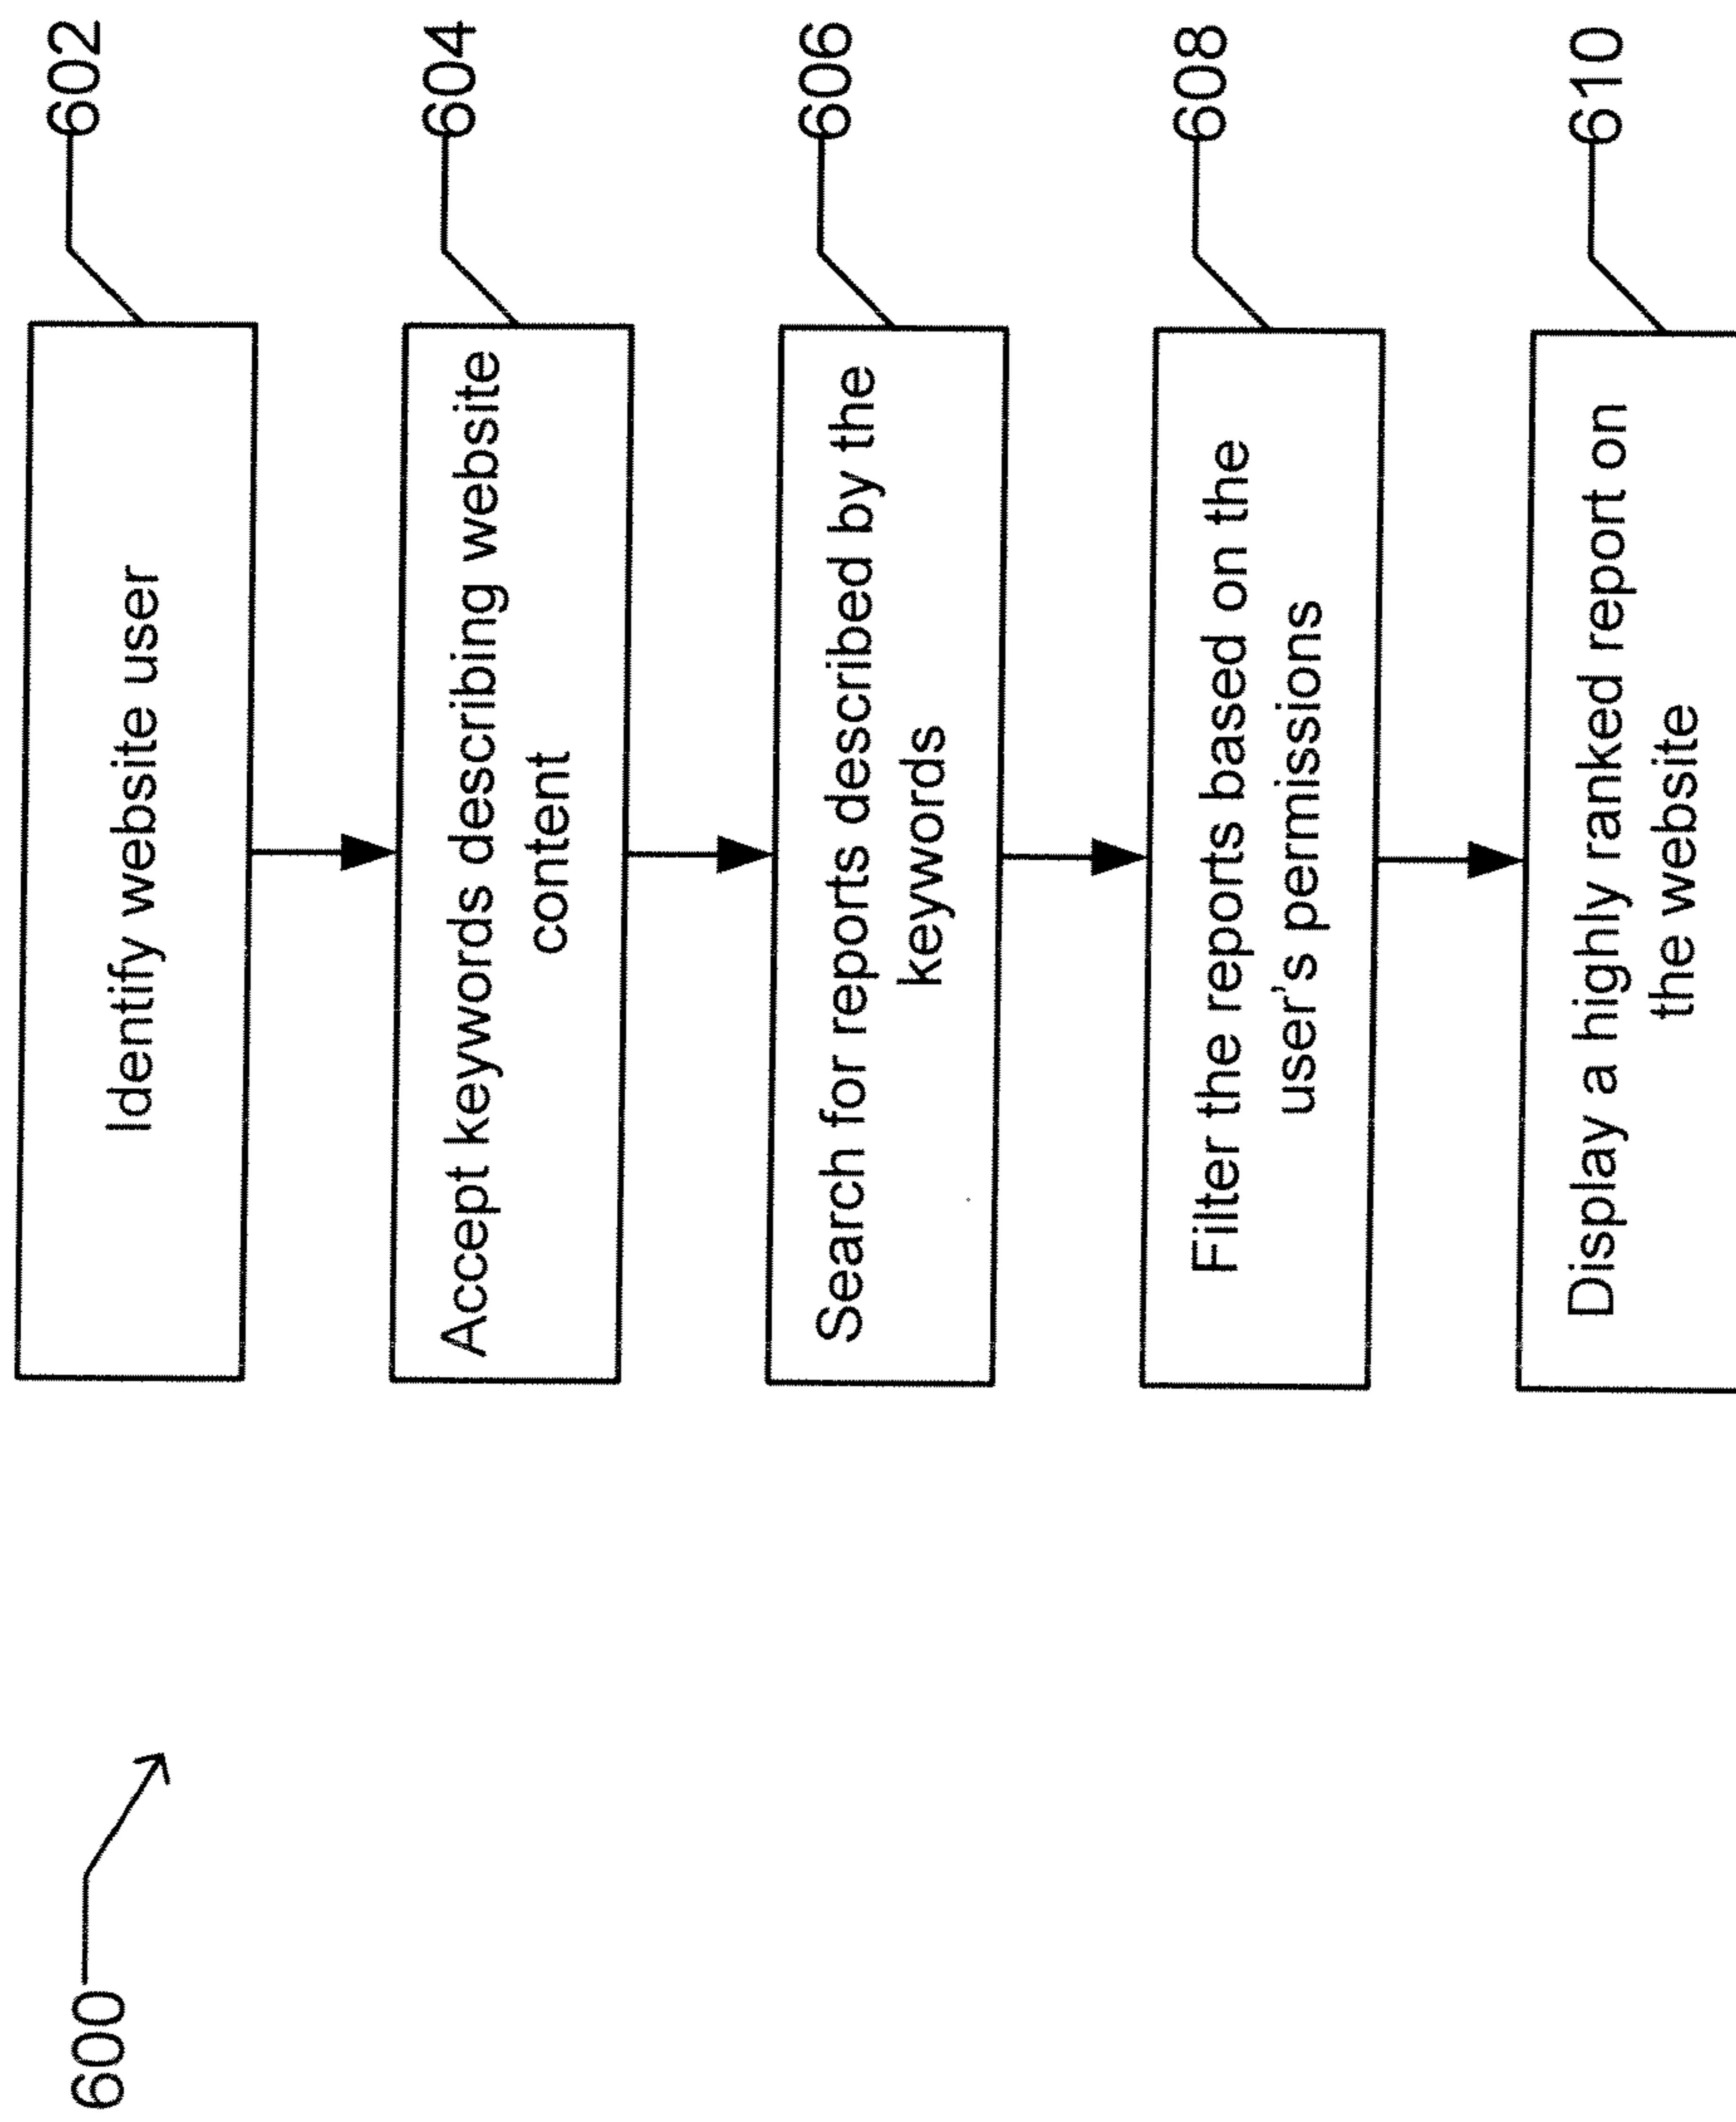 600
Identify website user
602
Accept keywords describing website
content
604
Search for reports described by the
keywords
606
Filter the reports based on the
user's permissions
608
Display a highly ranked report on
the website
610